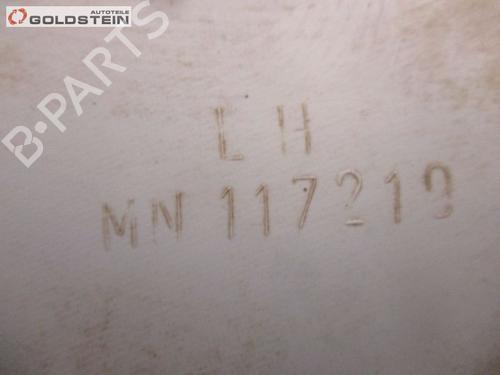 AUTOTEILE
GOLDSTEIN
B-PARTS
LH
MN 117219